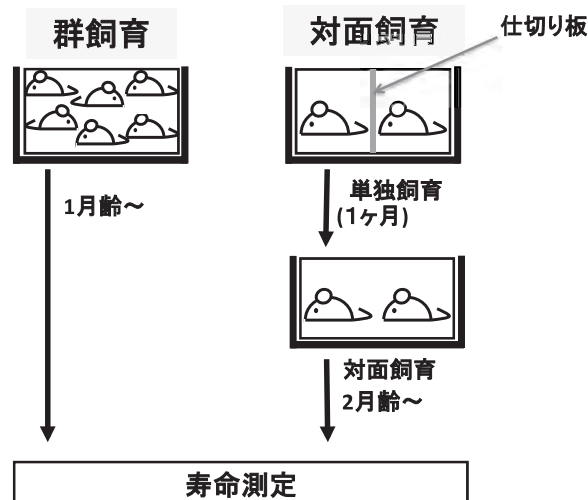 群飼育
対面飼育
仕切り板
1月齢～
単独飼育
(1ヶ月)
対面飼育
2月齢～
寿命測定